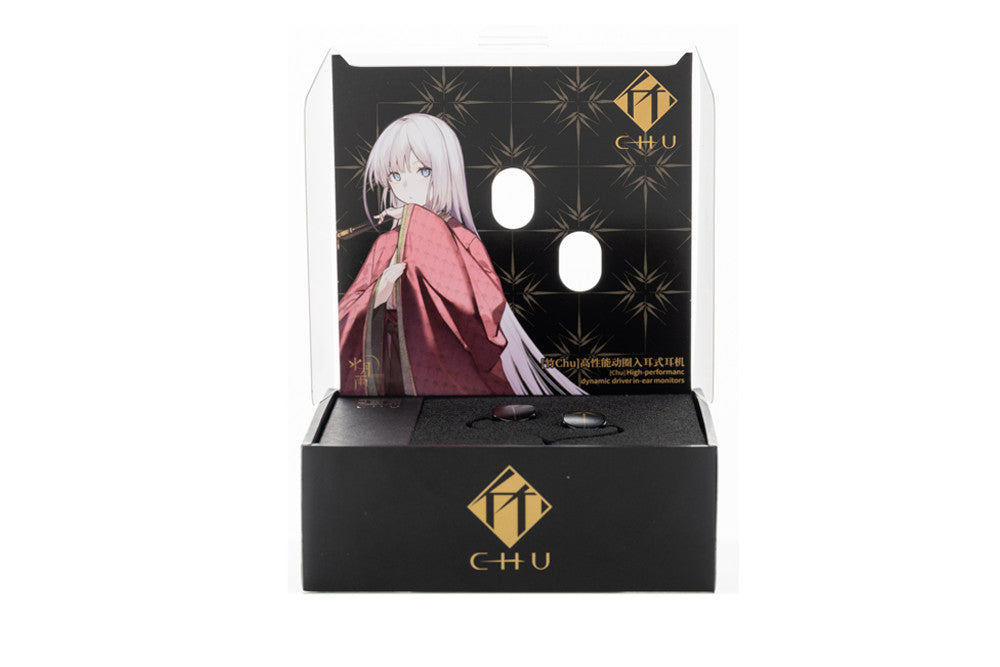 CHU
[竹Chu]高性能动圈入耳式耳机
[Chu] High-performanc
dynamic driver in-ear monitors
CHU